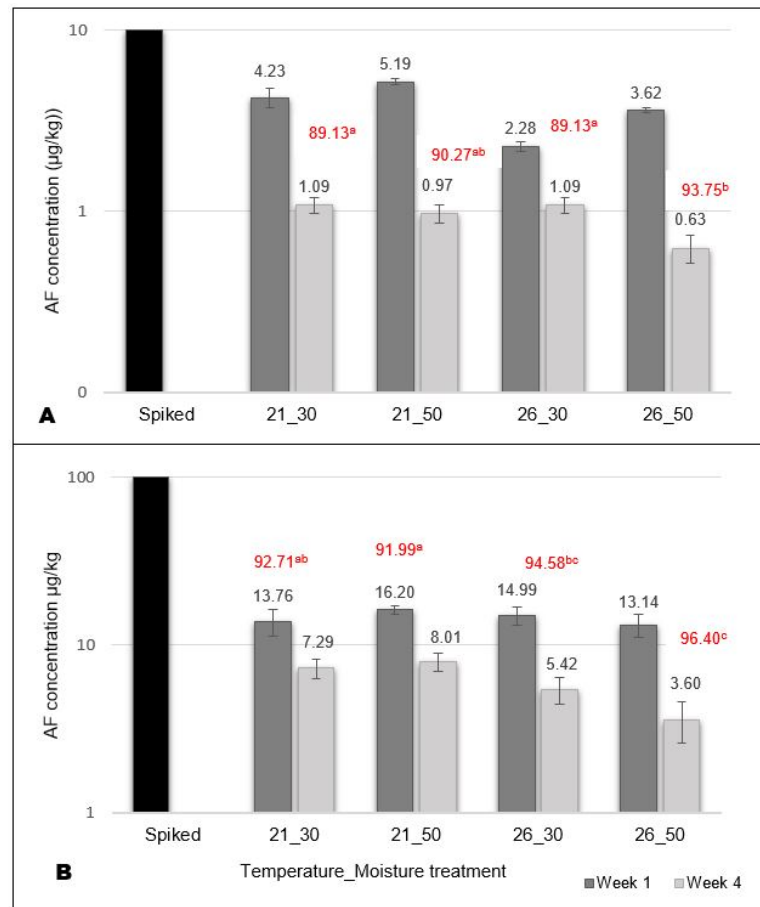 10
5.19
4.23
3.62
89.13ᵃ
89.13ᵃ
2.28
90.27ᵃᵇ
93.75ᵇ
1.09
0.97
1.09
1
0.63
AF concentration (µg/kg))
0
A
Spiked
21_30
21_50
26_30
26_50
100
92.71ᵃᵇ
91.99ᵃ
94.58ᵇᶜ
13.76
16.20
14.99
13.14
96.40ᶜ
10
7.29
8.01
5.42
3.60
AF concentration µg/kg
1
Spiked
21_30
21_50
26_30
26_50
B
Temperature_Moisture treatment
Week 1
Week 4